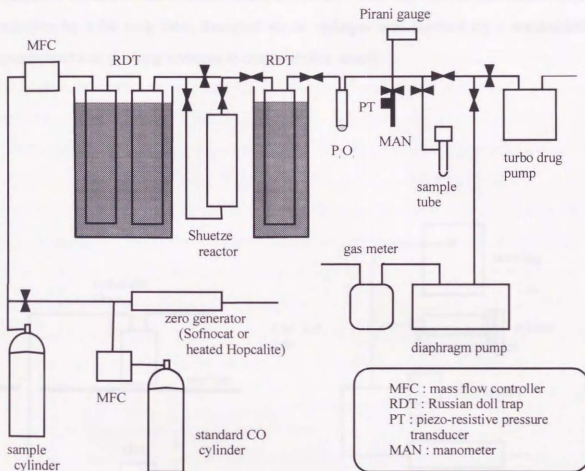 Pirani gauge
MFC
RDT
RDT
PT
MAN
P₂O₅
sample
tube
turbo drug
pump
Shuetze
reactor
gas meter
zero generator
(Sofnocat or
heated Hopcalite)
diaphragm pump
MFC
sample
cylinder
standard CO
cylinder
MFC : mass flow controller
RDT : Russian doll trap
PT : piezo-resistive pressure
transducer
MAN : manometer